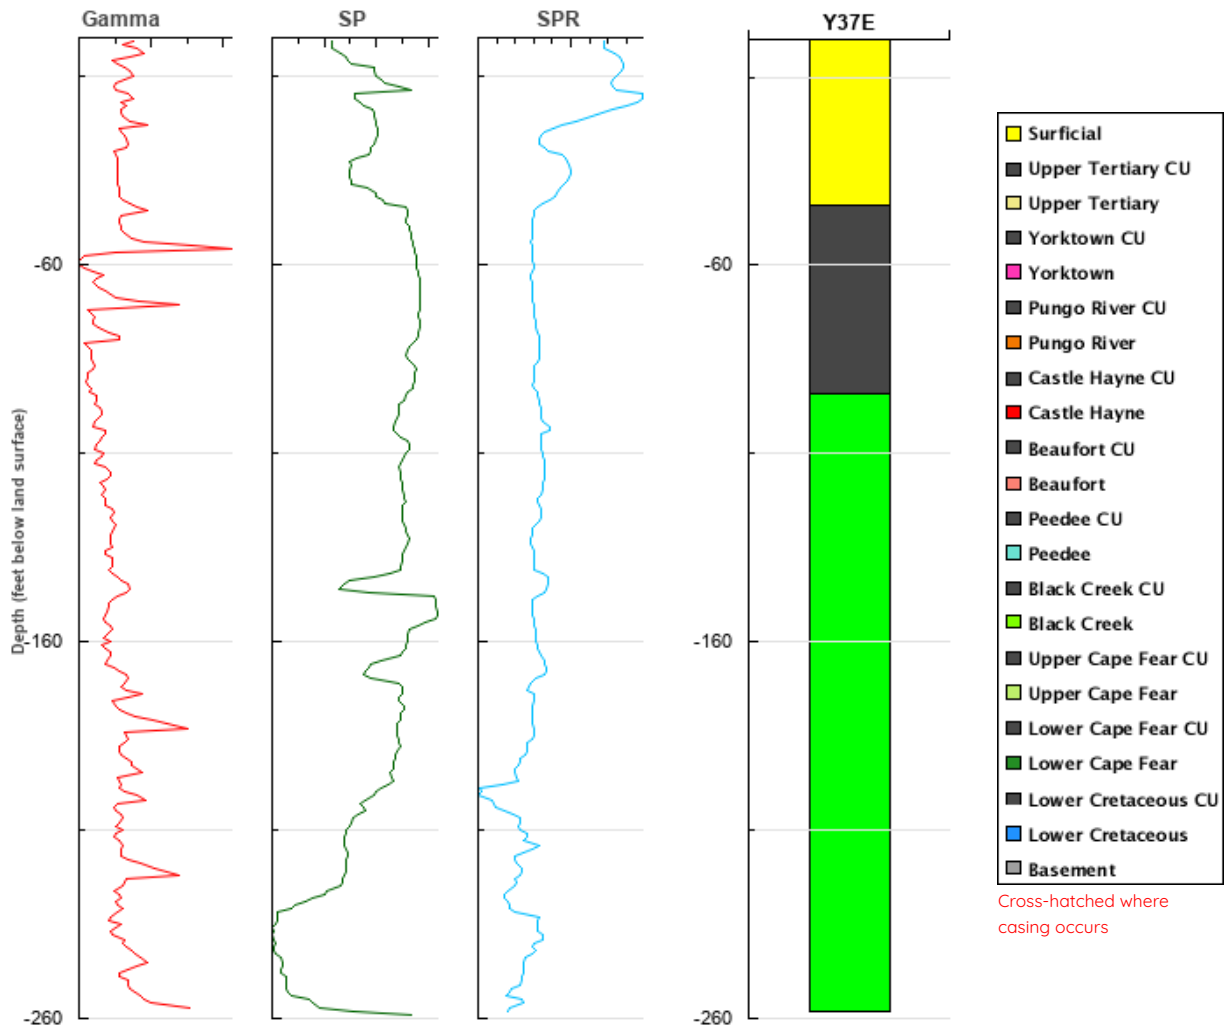 Gamma
SP
SPR
Y37E
Depth (feet below land surface)
-60
-160
-260
-60
-160
-260
Surficial
Upper Tertiary CU
Upper Tertiary
Yorktown CU
Yorktown
Pungo River CU
Pungo River
Castle Hayne CU
Castle Hayne
Beaufort CU
Beaufort
Peedee CU
Peedee
Black Creek CU
Black Creek
Upper Cape Fear CU
Upper Cape Fear
Lower Cape Fear CU
Lower Cape Fear
Lower Cretaceous CU
Lower Cretaceous
Basement
Cross-hatched where
casing occurs